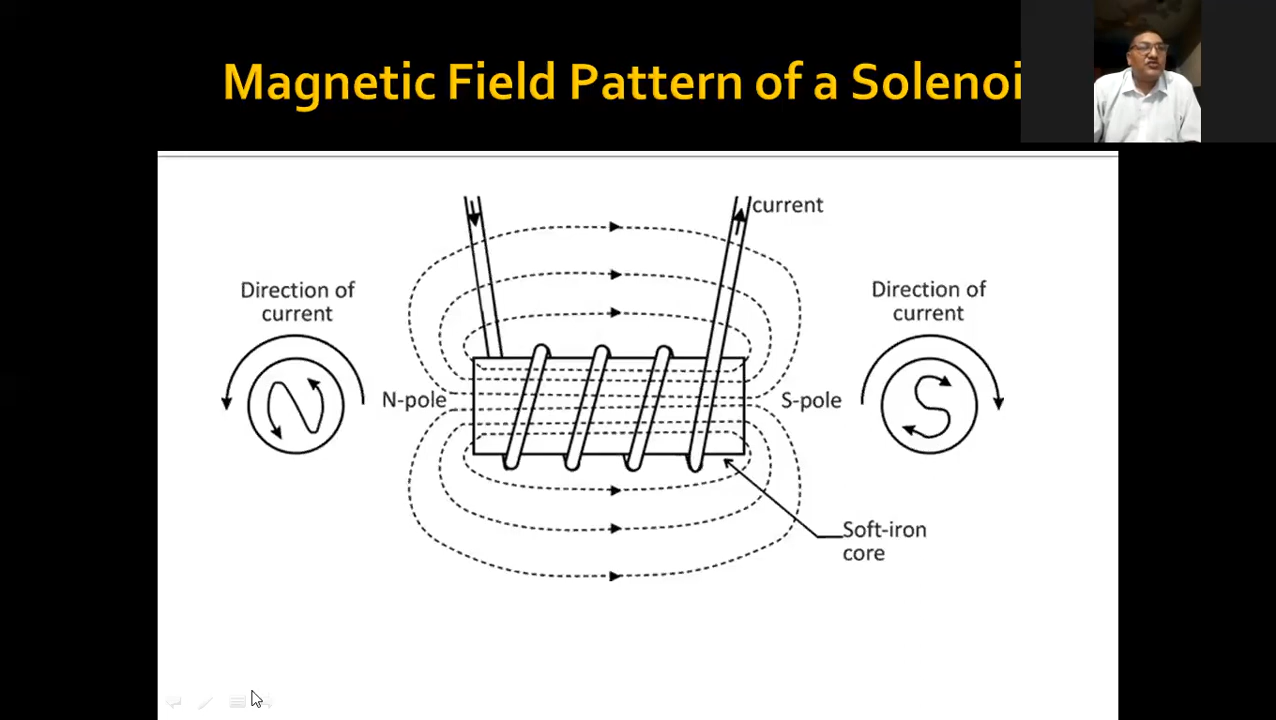 Magnetic Field Pattern of a Solenoi
current
Direction of
current
Direction of
current
N
N-pole
S-pole
S
Soft-iron
core